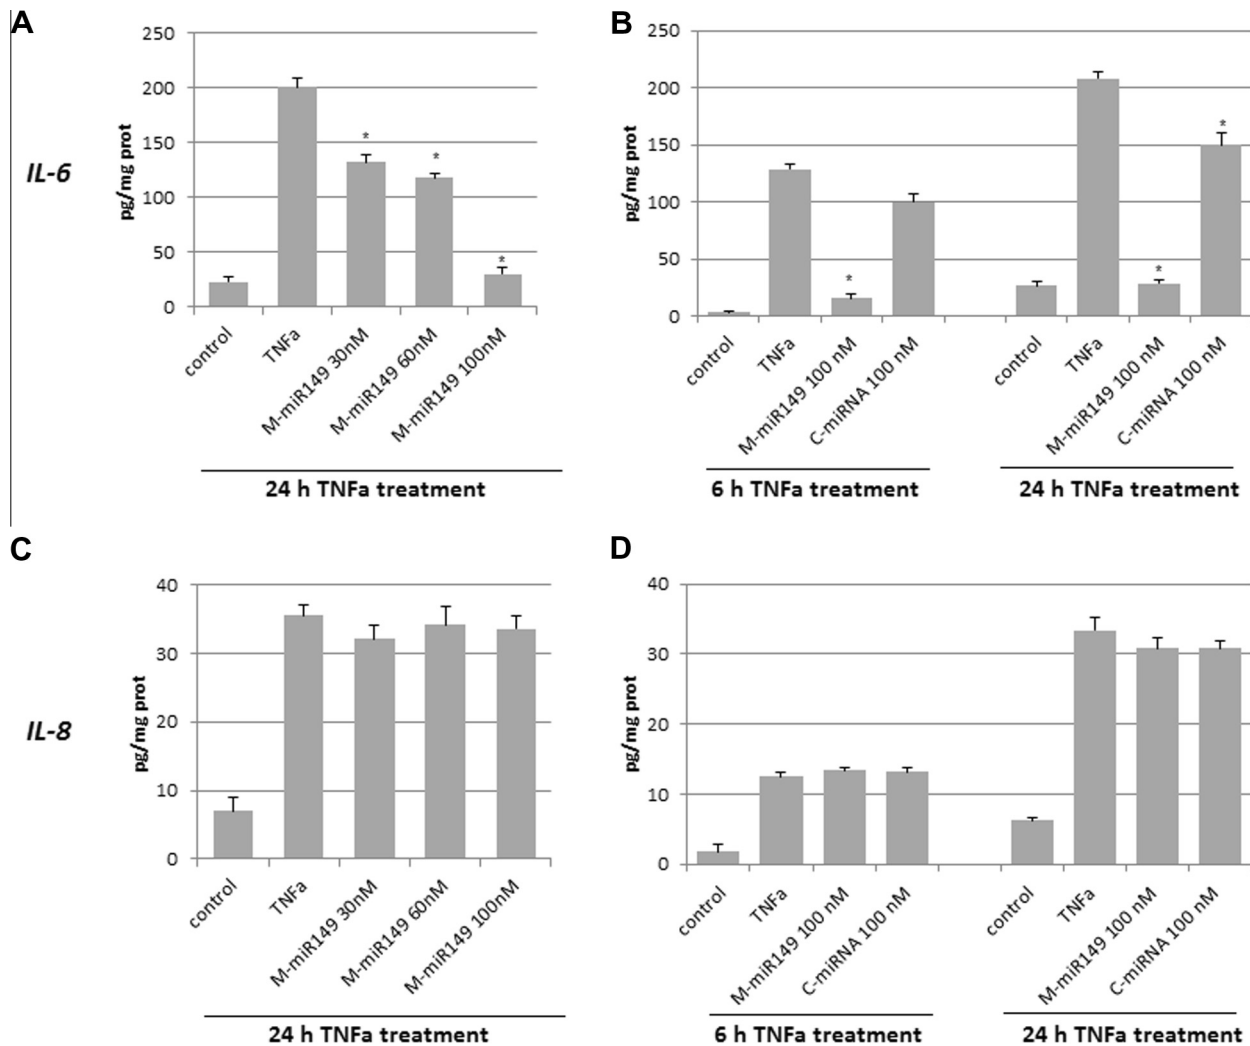 A
IL-6
pg/mg prot
250
200
150
100
50
0
*
*
*
control
TNFa
M-miR149 30nM
M-miR149 60nM
M-miR149 100nM
24 h TNFa treatment
B
pg/mg prot
250
200
150
100
50
0
*
*
*
control
TNFa
M-miR149 100 nM
C-miRNA 100 nM
control
TNFa
M-miR149 100 nM
C-miRNA 100 nM
6 h TNFa treatment
24 h TNFa treatment
C
IL-8
pg/mg prot
40
30
20
10
0
control
TNFa
M-miR149 30nM
M-miR149 60nM
M-miR149 100nM
24 h TNFa treatment
D
pg/mg prot
40
30
20
10
0
control
TNFa
M-miR149 100 nM
C-miRNA 100 nM
control
TNFa
M-miR149 100 nM
C-miRNA 100 nM
6 h TNFa treatment
24 h TNFa treatment